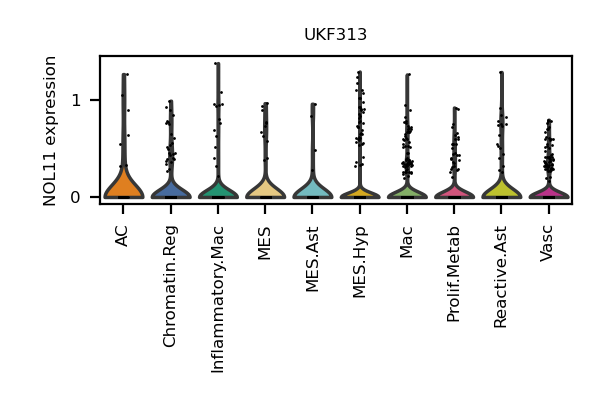 UKF313
NOL11 expression
1
0
AC
Chromatin.Reg
Inflammatory.Mac
MES
MES.Ast
MES.Hyp
Mac
Prolif.Metab
Reactive.Ast
Vasc